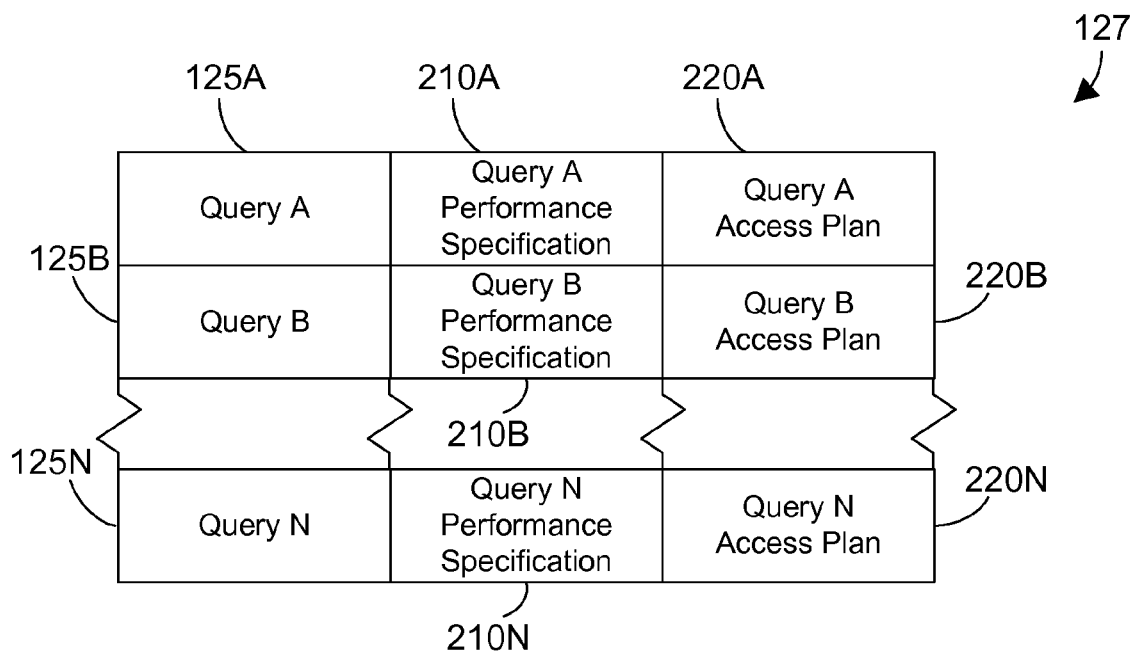 127
125A
210A
220A
Query A
Query A
Performance
Specification
Query A
Access Plan
125B
Query B
Query B
Performance
Specification
Query B
Access Plan
220B
210B
125N
Query N
Query N
Performance
Specification
Query N
Access Plan
220N
210N